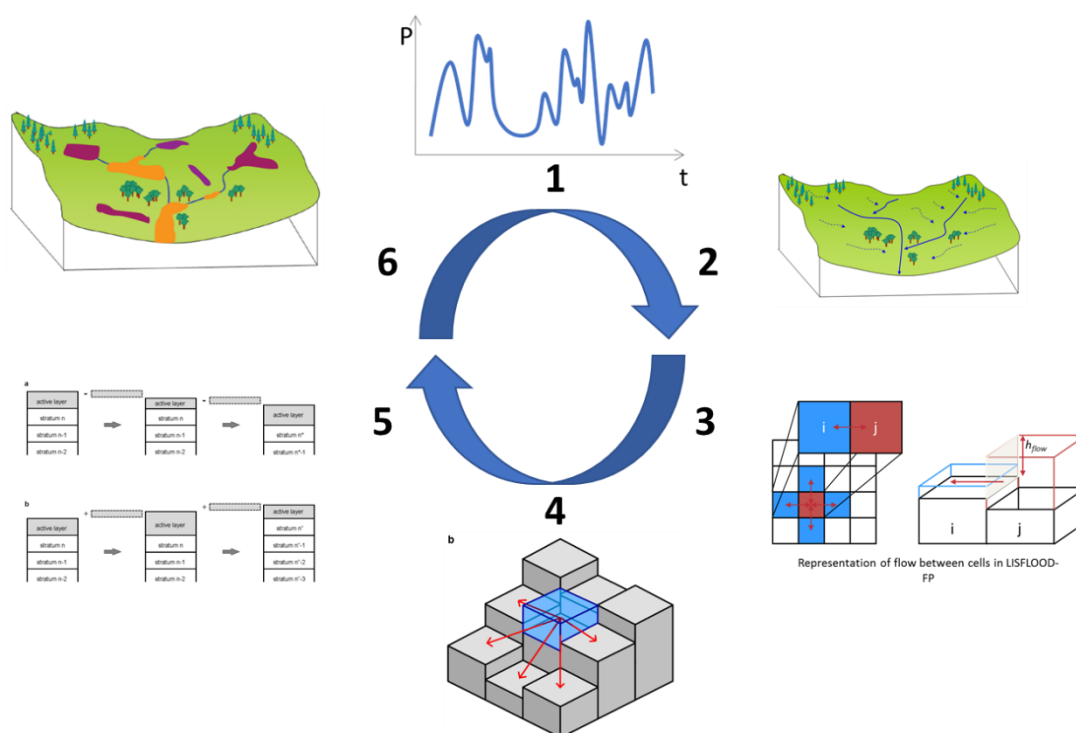 P
t
1
2
3
4
5
6
i
j
h_flow
i
j
Representation of flow between cells in LISFLOOD-
FP
b
a
active layer
stratum n
stratum n-1
stratum n-2
-
active layer
stratum n
stratum n-1
stratum n-2
-
active layer
stratum n*
stratum n*-1
b
active layer
stratum n
stratum n-1
stratum n-2
+
active layer
stratum n
stratum n-1
stratum n-2
+
active layer
stratum n'
stratum n'-1
stratum n'-2
stratum n'-3